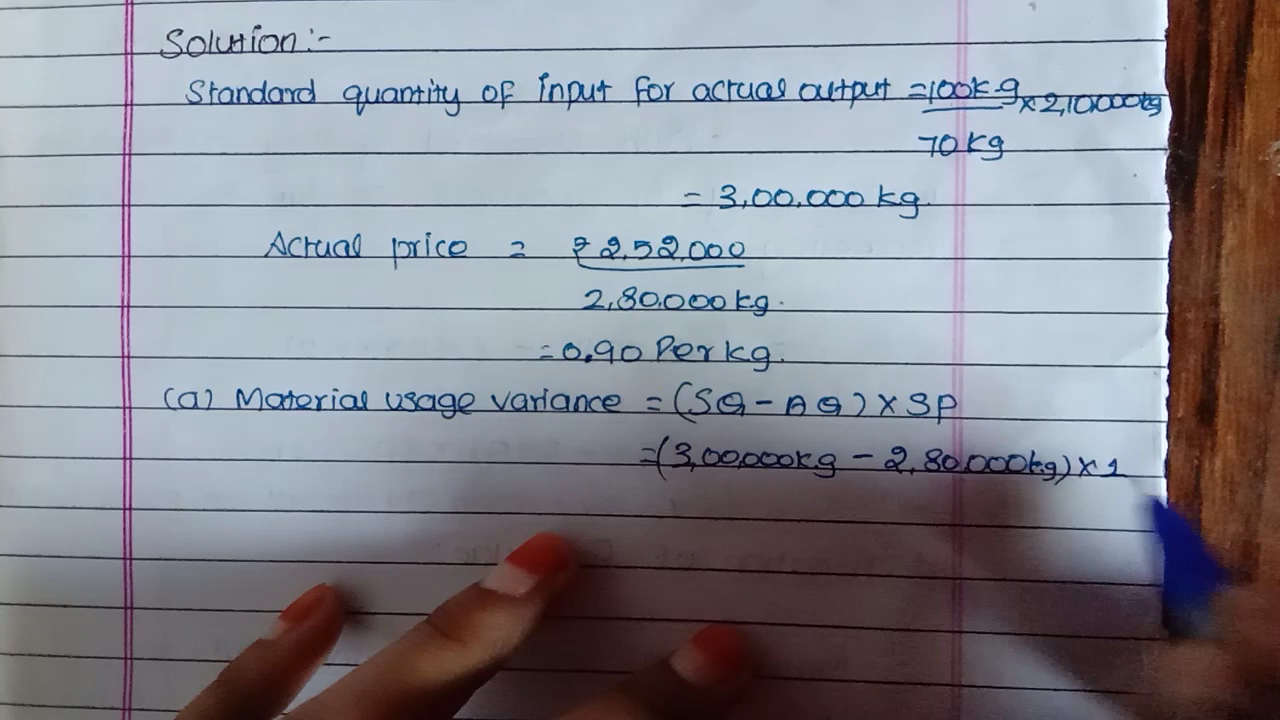 Solution :-
Standard quantity of input for actual output = 100kg × 2,10,000kg
70 kg
= 3,00,000 kg.
Actual price = ₹ 2,52,000
2,80,000 kg.
= 0.90 Per kg.
(a) Material usage variance = (SQ - AQ) × SP
= (3,00,000kg - 2,80,000kg) × 1